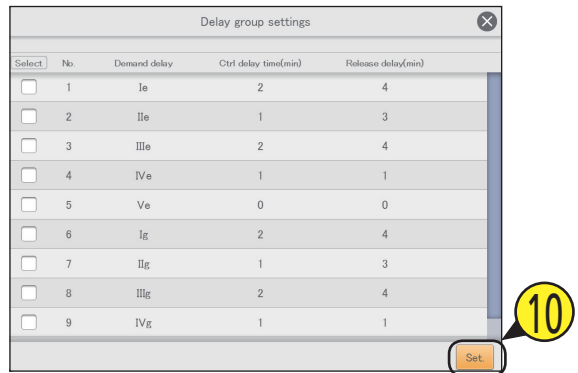 Delay group settings
Select No. Demand delay Ctrl delay time(min) Release delay(min)
1 Ie 2 4
2 IIe 1 3
3 IIIe 2 4
4 IVe 1 1
5 Ve 0 0
6 Ig 2 4
7 IIg 1 3
8 IIIg 2 4
9 IVg 1 1
10
Set.